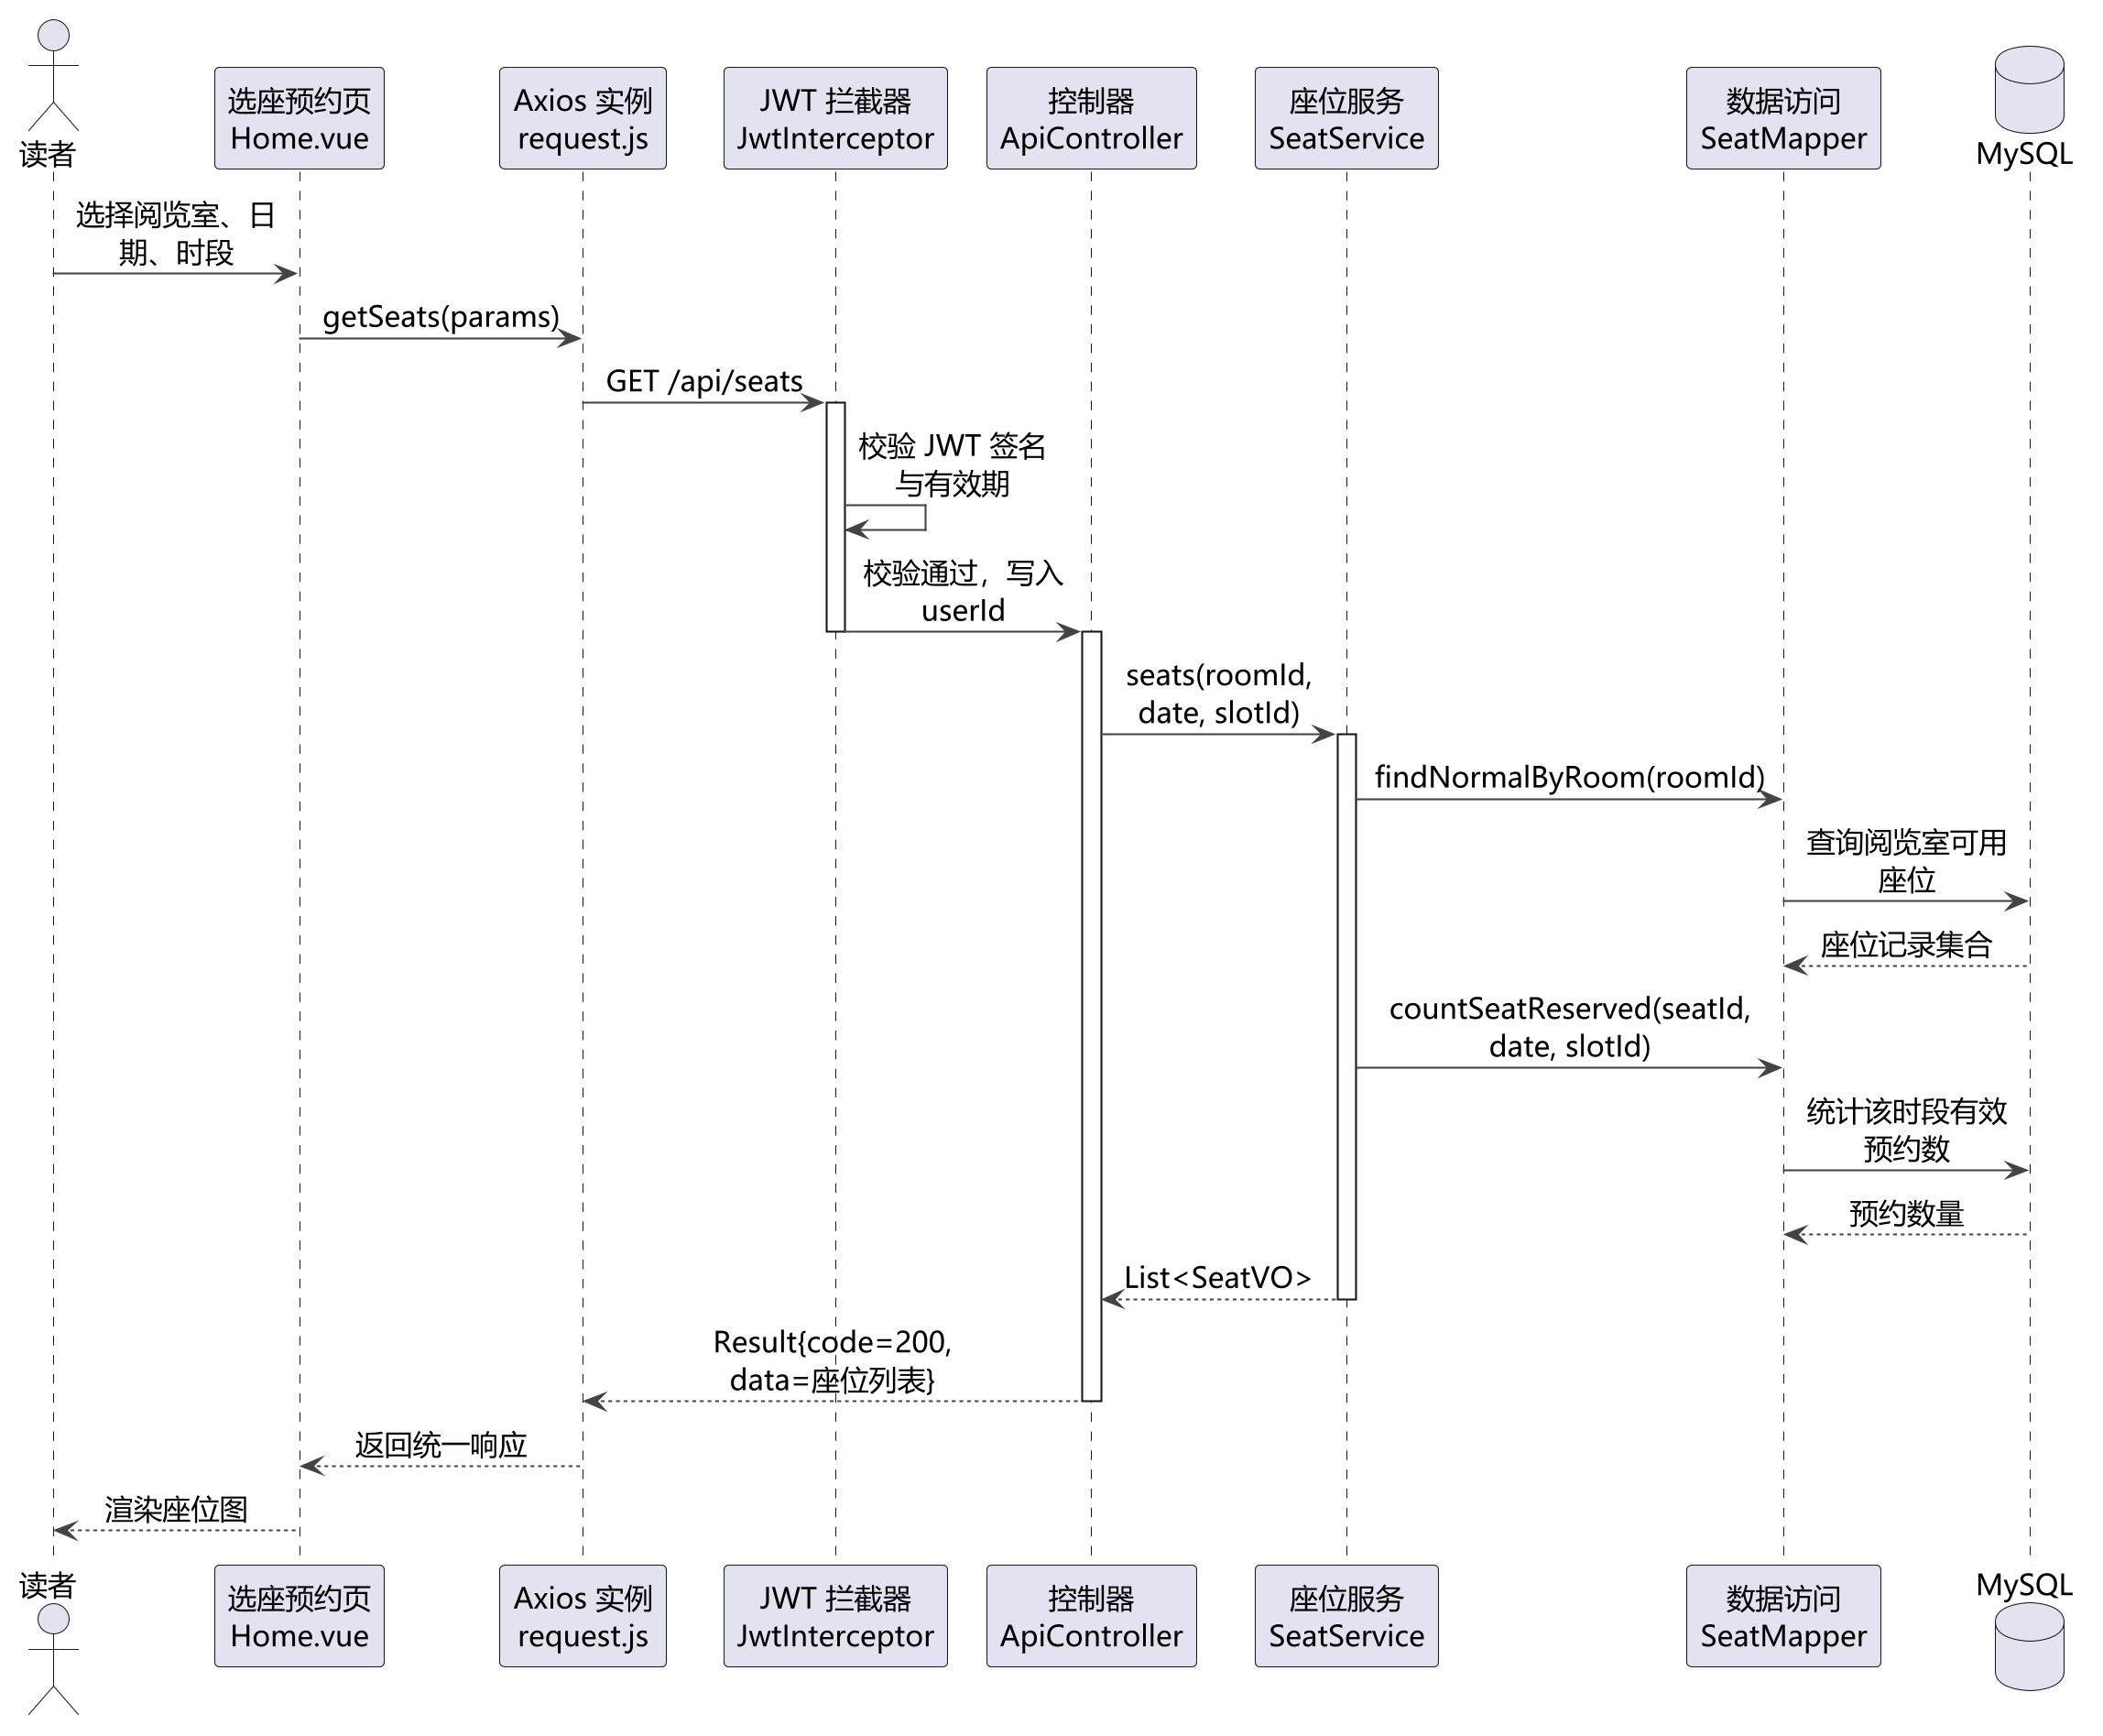 读者
选座预约页
Home.vue
Axios 实例
request.js
JWT 拦截器
JwtInterceptor
控制器
ApiController
座位服务
SeatService
数据访问
SeatMapper
MySQL
选择阅览室、日
期、时段
getSeats(params)
GET /api/seats
校验 JWT 签名
与有效期
校验通过，写入
userId
seats(roomId,
date, slotId)
findNormalByRoom(roomId)
查询阅览室可用
座位
座位记录集合
countSeatReserved(seatId,
date, slotId)
统计该时段有效
预约数
预约数量
List<SeatVO>
Result{code=200,
data=座位列表}
返回统一响应
渲染座位图
读者
选座预约页
Home.vue
Axios 实例
request.js
JWT 拦截器
JwtInterceptor
控制器
ApiController
座位服务
SeatService
数据访问
SeatMapper
MySQL